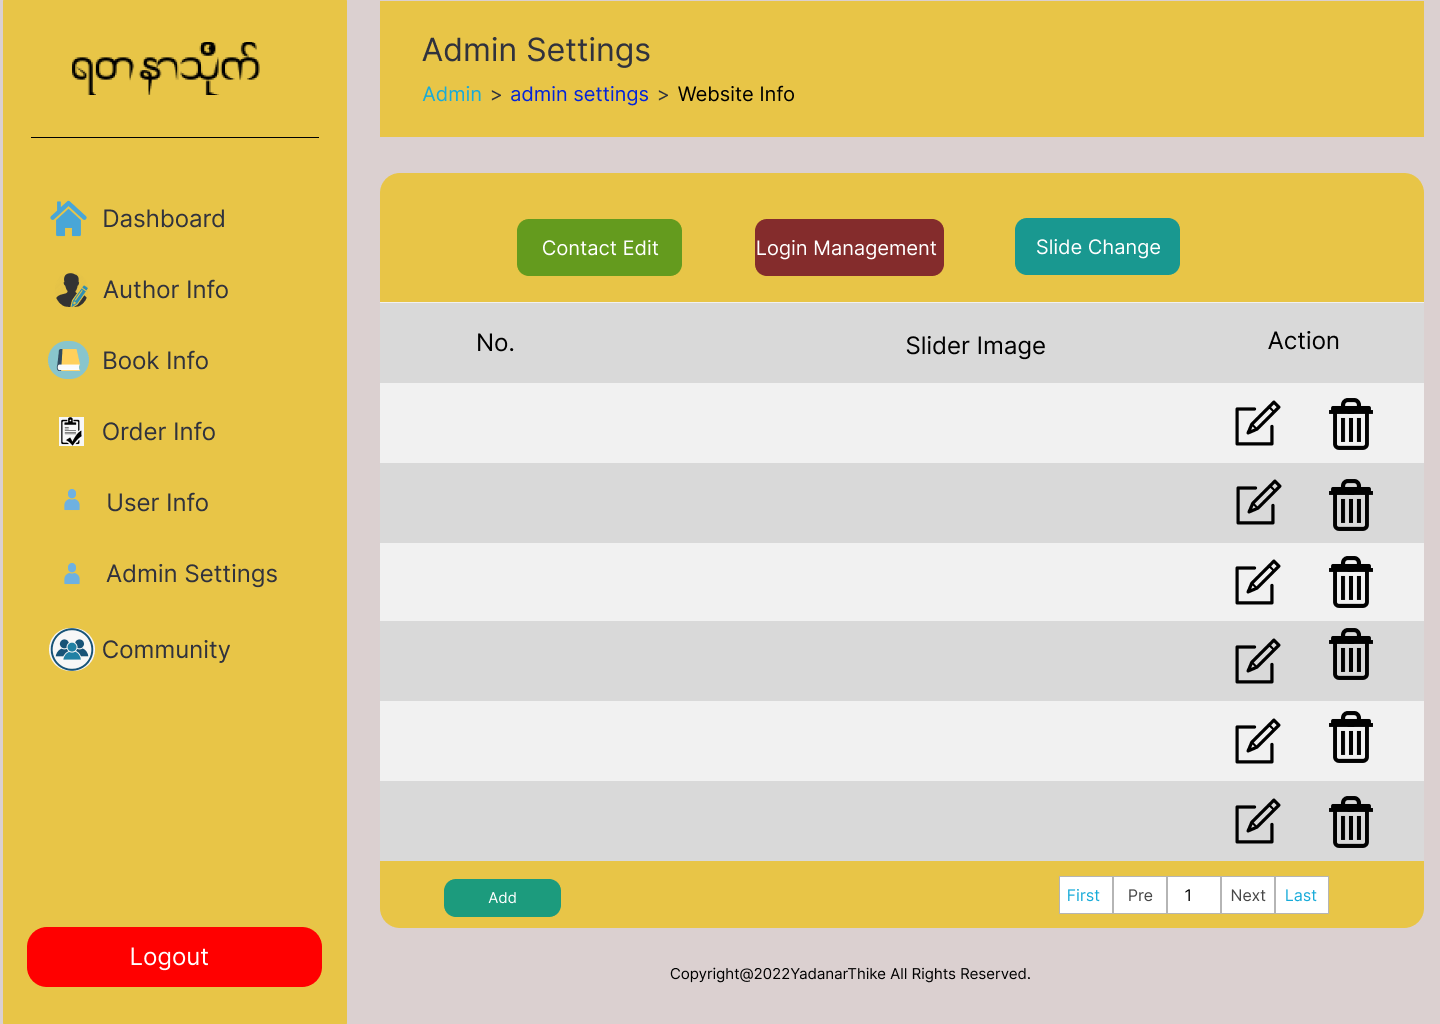 ရတနာသိုက်
Dashboard
Author Info
Book Info
Order Info
User Info
Admin Settings
Community
Logout
Admin Settings
Admin > admin settings > Website Info
Contact Edit Login Management Slide Change
No. Slider Image Action
Add
First Pre 1 Next Last
Copyright@2022YadanarThike All Rights Reserved.